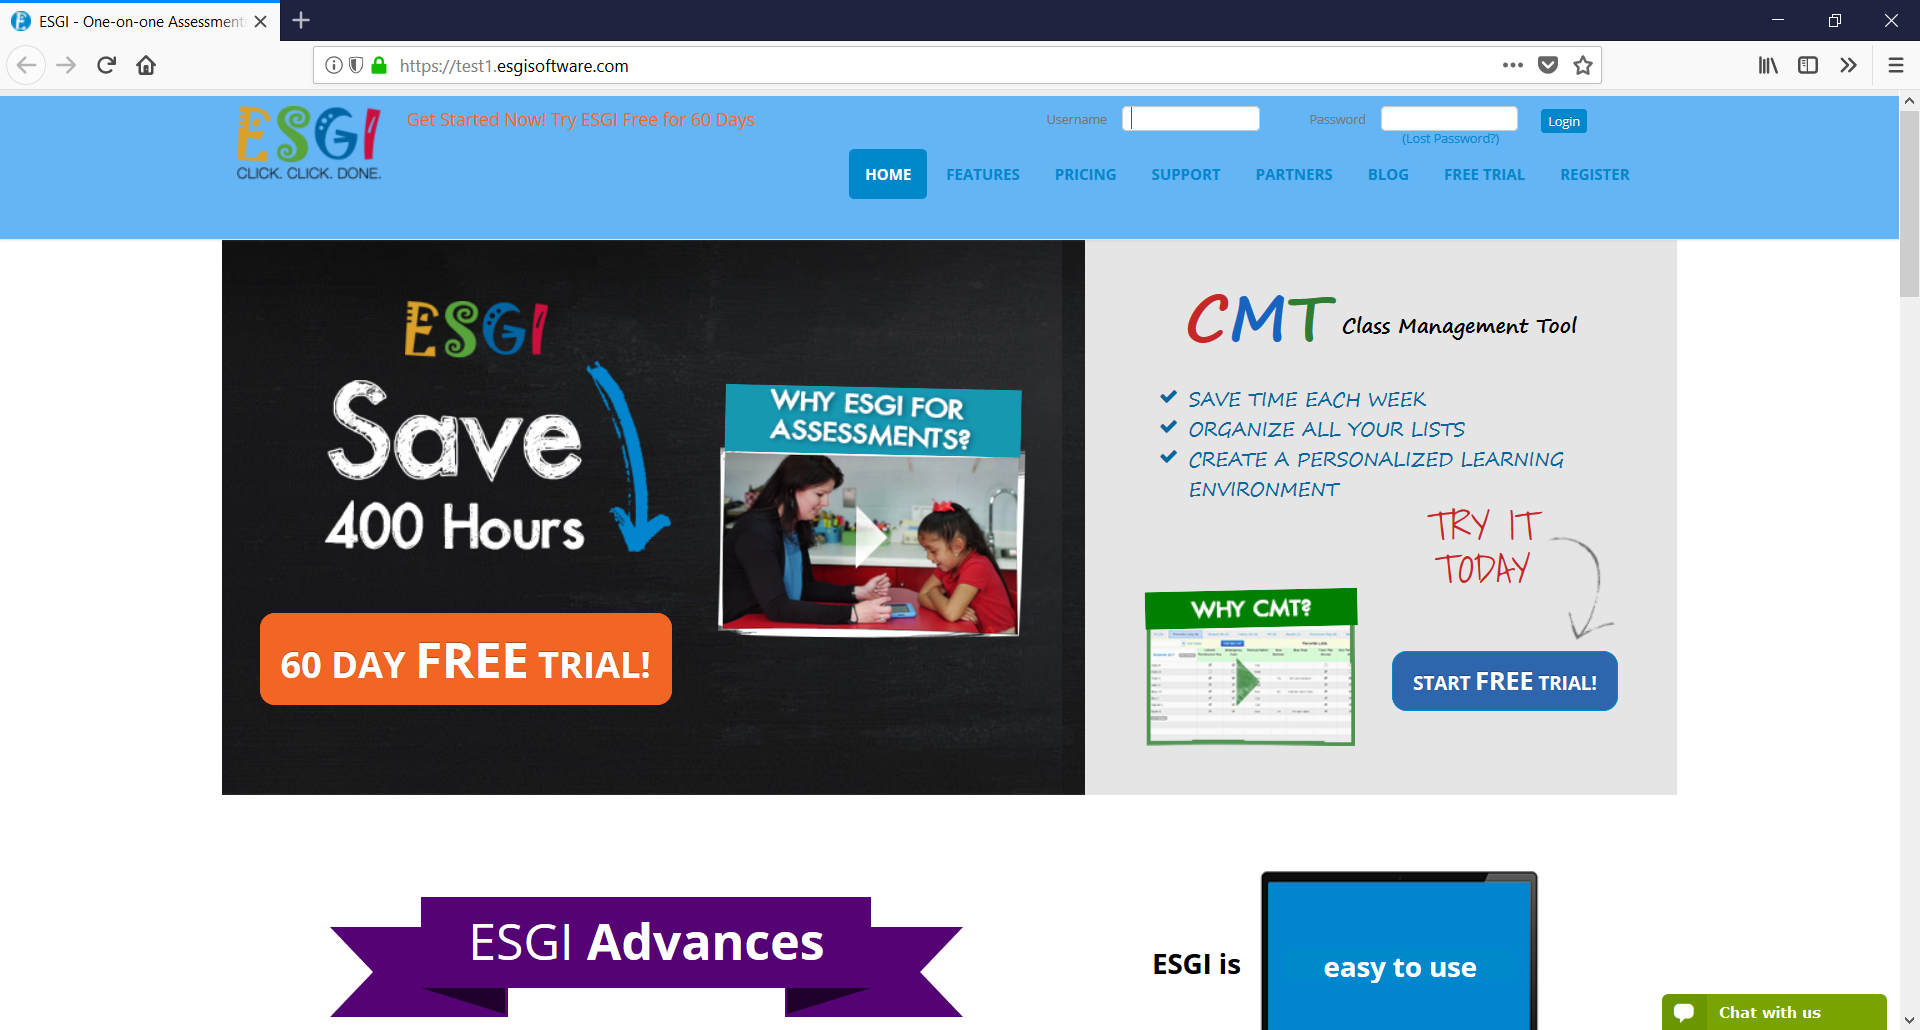 ESGI - One-on-one Assessment
https://test1.esgisoftware.com
ESGI
CLICK. CLICK. DONE.
Get Started Now! Try ESGI Free for 60 Days
Username
Password
Login
(Lost Password?)
HOME FEATURES PRICING SUPPORT PARTNERS BLOG FREE TRIAL REGISTER
ESGI
Save
400 Hours
WHY ESGI FOR
ASSESSMENTS?
60 DAY FREE TRIAL!
CMT Class Management Tool
SAVE TIME EACH WEEK
ORGANIZE ALL YOUR LISTS
CREATE A PERSONALIZED LEARNING
ENVIRONMENT
TRY IT
TODAY
WHY CMT?
START FREE TRIAL!
ESGI Advances
ESGI is
easy to use
Chat with us